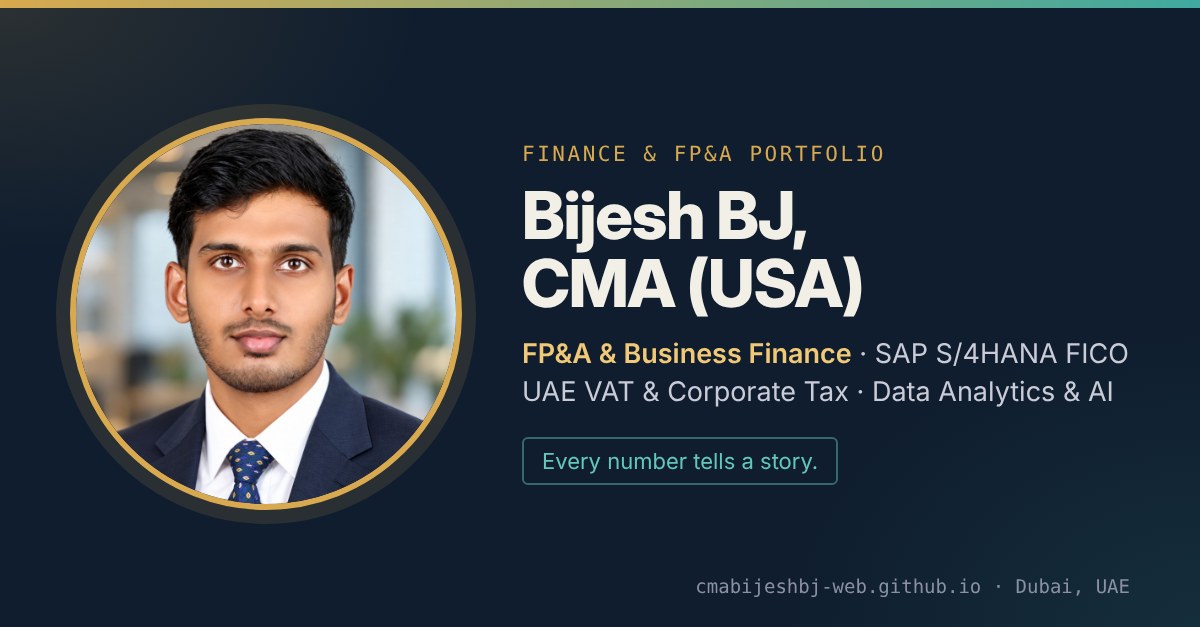 FINANCE & FP&A PORTFOLIO
Bijesh BJ,
CMA (USA)
FP&A & Business Finance · SAP S/4HANA FICO
UAE VAT & Corporate Tax · Data Analytics & AI
Every number tells a story.
cmabijeshbj-web.github.io · Dubai, UAE